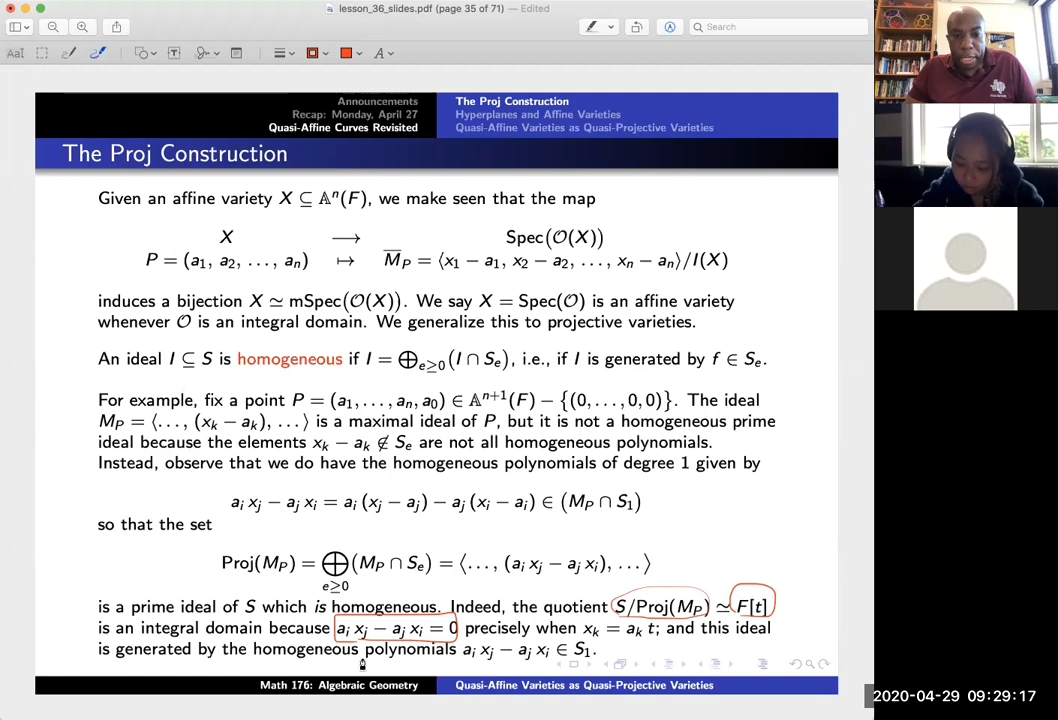 lesson_36_slides.pdf (page 35 of 71) — Edited
Search
Announcements
Recap: Monday, April 27
Quasi-Affine Curves Revisited
The Proj Construction
Hyperplanes and Affine Varieties
Quasi-Affine Varieties as Quasi-Projective Varieties
The Proj Construction
Given an affine variety X ⊆ 𝔸ⁿ(F), we make seen that the map
X ⟶ Spec(𝒪(X))
P = (a₁, a₂, . . . , aₙ) ↦ M̅_P = ⟨x₁ − a₁, x₂ − a₂, . . . , xₙ − aₙ⟩/I(X)
induces a bijection X ≃ mSpec(𝒪(X)). We say X = Spec(𝒪) is an affine variety
whenever 𝒪 is an integral domain. We generalize this to projective varieties.
An ideal I ⊆ S is homogeneous if I = ⊕_{e≥0}(I ∩ S_e), i.e., if I is generated by f ∈ S_e.
For example, fix a point P = (a₁, . . . , aₙ, a₀) ∈ 𝔸ⁿ⁺¹(F) − {(0, . . . , 0, 0)}. The ideal
M_P = ⟨. . . , (x_k − a_k), . . .⟩ is a maximal ideal of P, but it is not a homogeneous prime
ideal because the elements x_k − a_k ∉ S_e are not all homogeneous polynomials.
Instead, observe that we do have the homogeneous polynomials of degree 1 given by
a_i x_j − a_j x_i = a_i (x_j − a_j) − a_j (x_i − a_i) ∈ (M_P ∩ S₁)
so that the set
Proj(M_P) = ⊕_{e≥0} (M_P ∩ S_e) = ⟨. . . , (a_i x_j − a_j x_i), . . .⟩
is a prime ideal of S which is homogeneous. Indeed, the quotient S/Proj(M_P) ≃ F[t]
is an integral domain because a_i x_j − a_j x_i = 0 precisely when x_k = a_k t; and this ideal
is generated by the homogeneous polynomials a_i x_j − a_j x_i ∈ S₁.
Math 176: Algebraic Geometry
Quasi-Affine Varieties as Quasi-Projective Varieties
2020-04-29 09:29:17